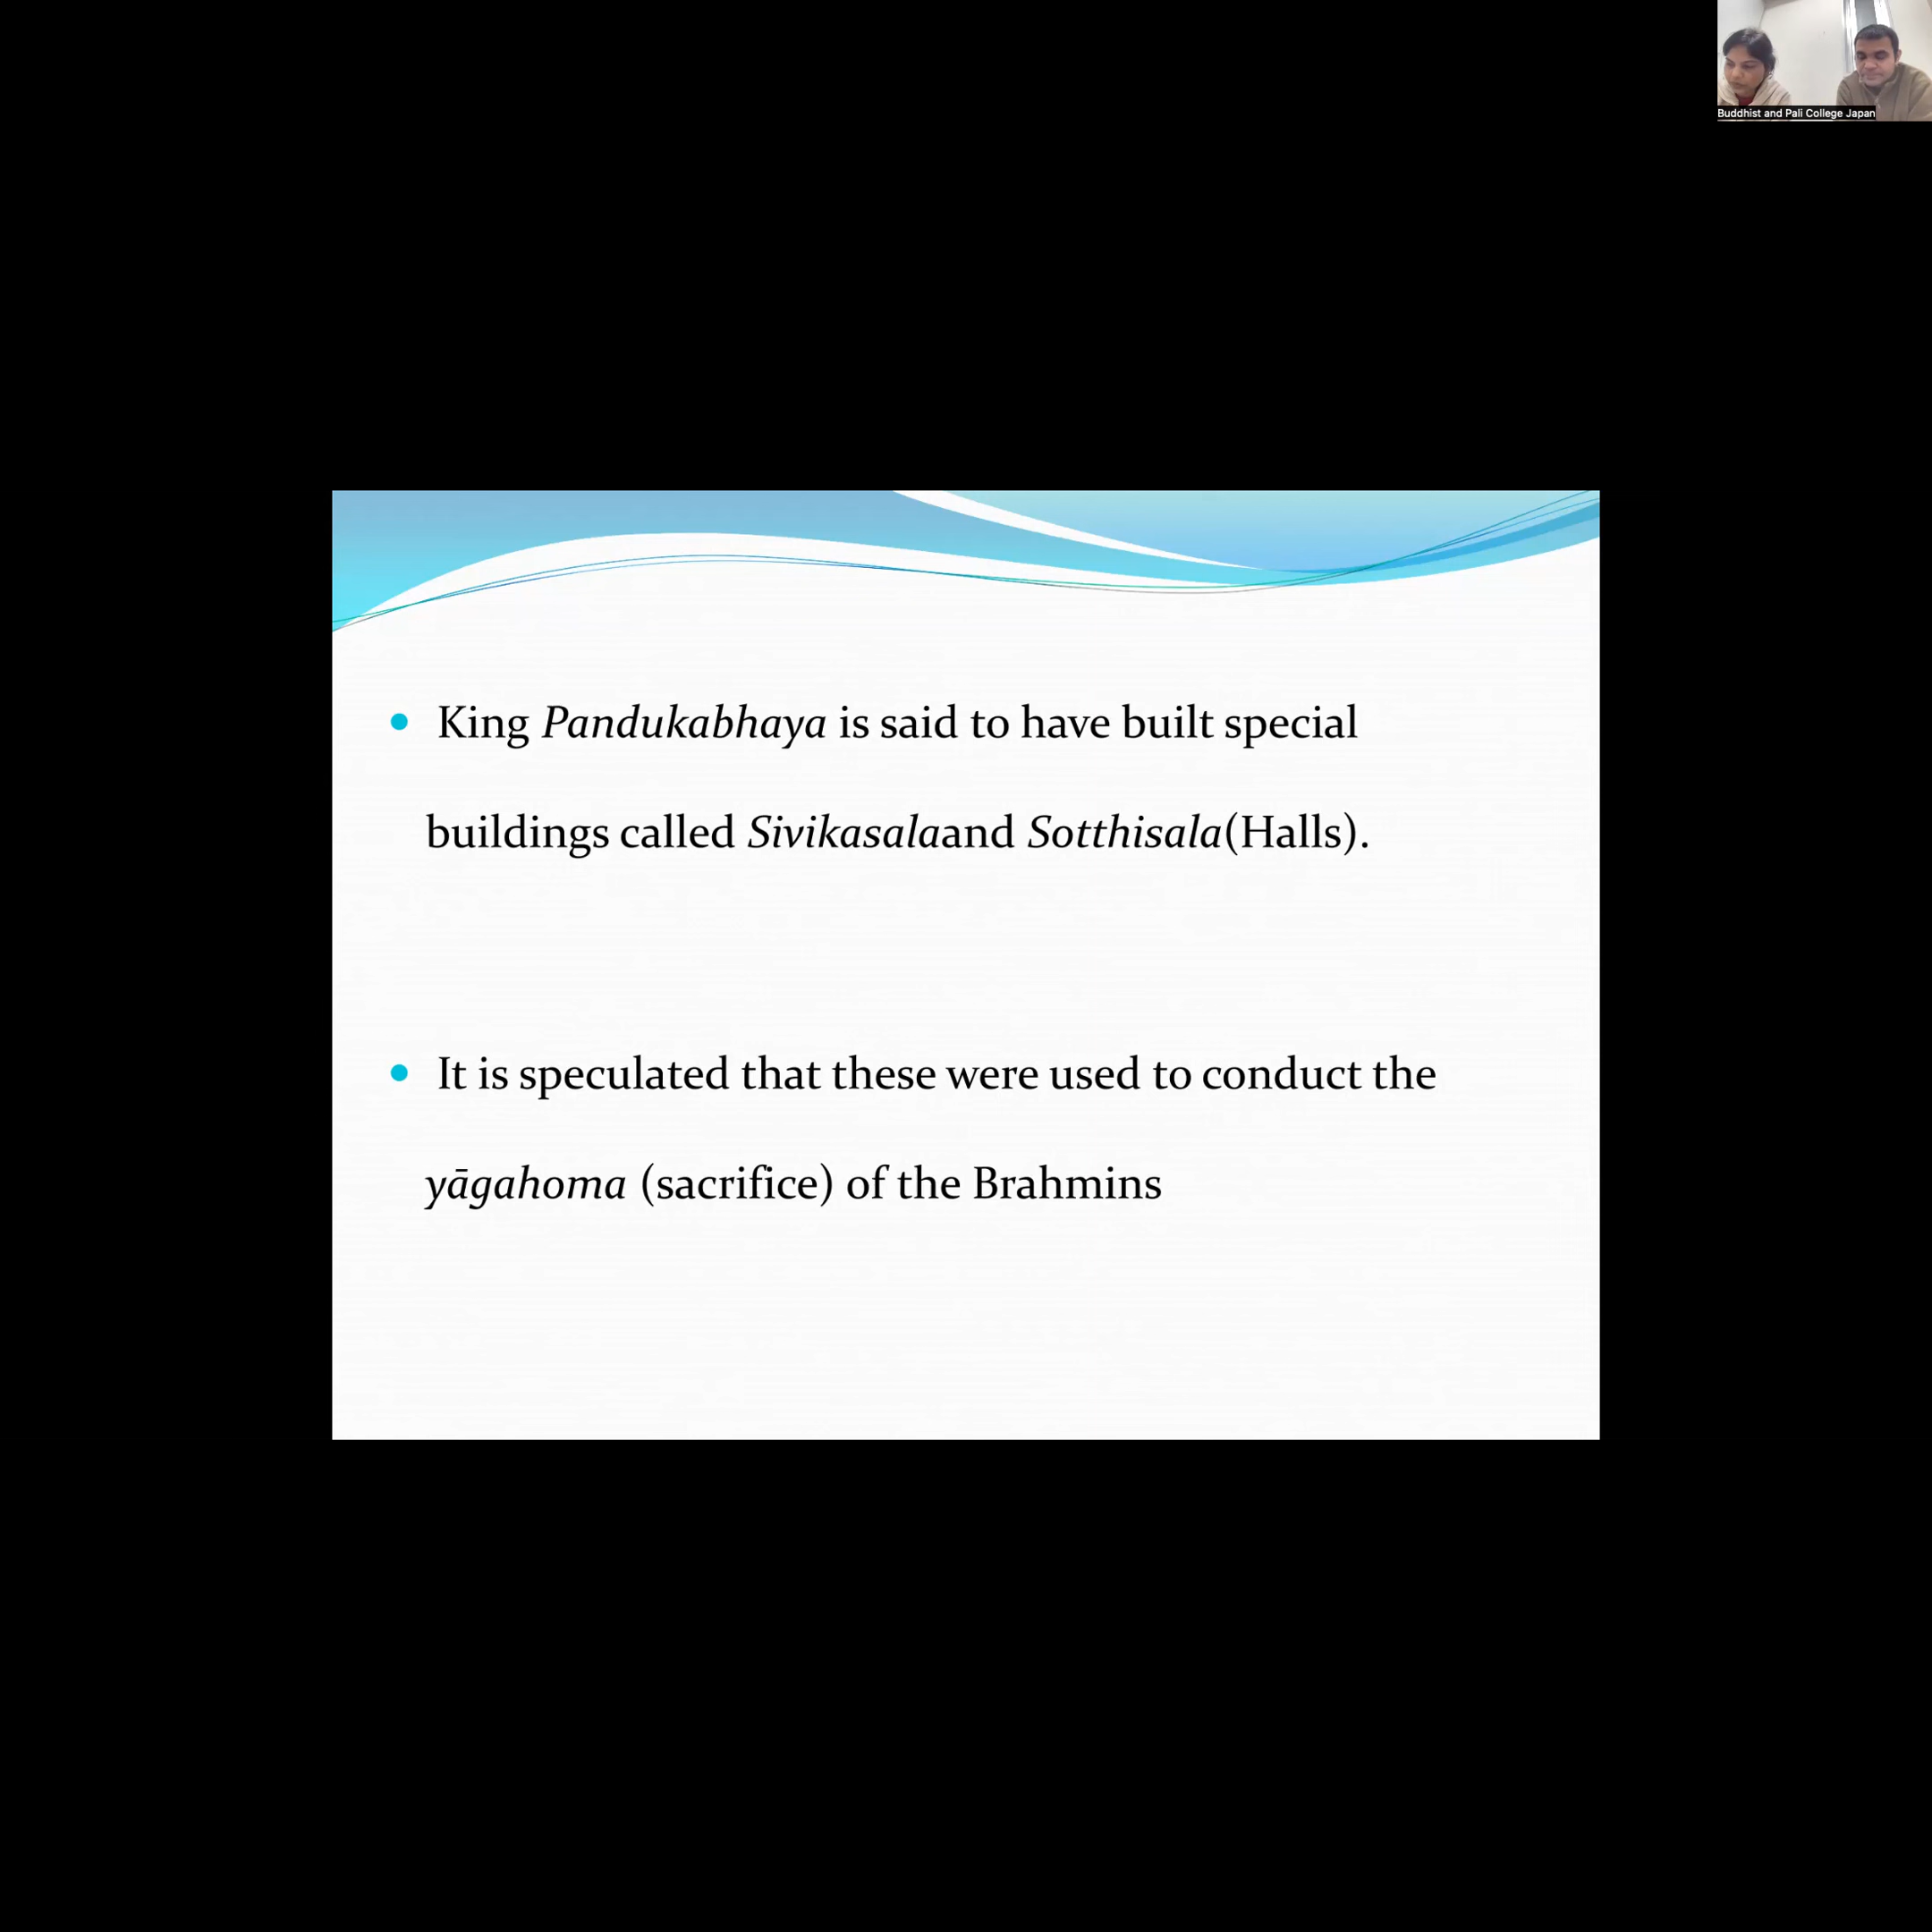 Buddhist and Pali College Japan
• King Pandukabhaya is said to have built special
buildings called Sivikasalaand Sotthisala(Halls).
• It is speculated that these were used to conduct the
yāgahoma (sacrifice) of the Brahmins